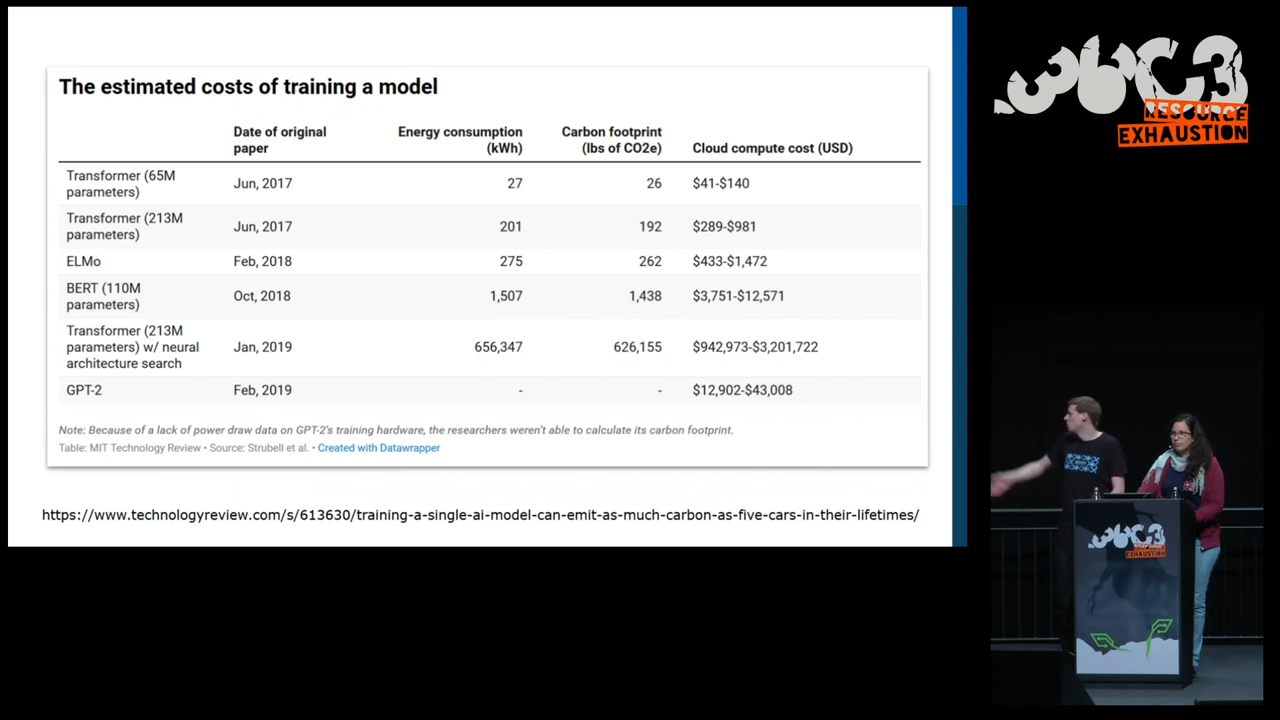 The estimated costs of training a model
Date of original paper
Energy consumption (kWh)
Carbon footprint (lbs of CO2e)
Cloud compute cost (USD)
Transformer (65M parameters) Jun, 2017 27 26 $41-$140
Transformer (213M parameters) Jun, 2017 201 192 $289-$981
ELMo Feb, 2018 275 262 $433-$1,472
BERT (110M parameters) Oct, 2018 1,507 1,438 $3,751-$12,571
Transformer (213M parameters) w/ neural architecture search Jan, 2019 656,347 626,155 $942,973-$3,201,722
GPT-2 Feb, 2019 - - $12,902-$43,008
Note: Because of a lack of power draw data on GPT-2's training hardware, the researchers weren't able to calculate its carbon footprint.
Table: MIT Technology Review • Source: Strubell et al. • Created with Datawrapper
https://www.technologyreview.com/s/613630/training-a-single-ai-model-can-emit-as-much-carbon-as-five-cars-in-their-lifetimes/
36C3
RESOURCE
EXHAUSTION
36C3
EXHAUSTION